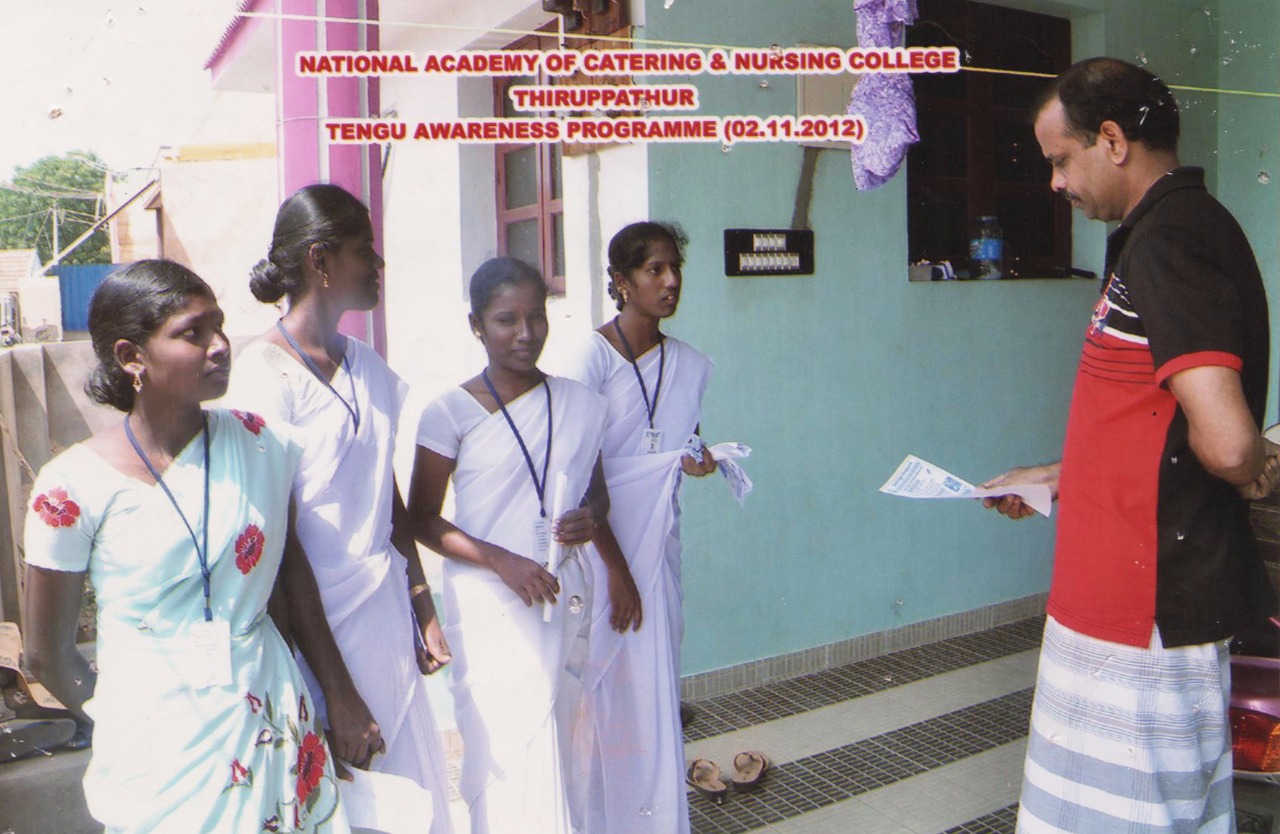 NATIONAL ACADEMY OF CATERING & NURSING COLLEGE
THIRUPPATHUR
TENGU AWARENESS PROGRAMME (02.11.2012)